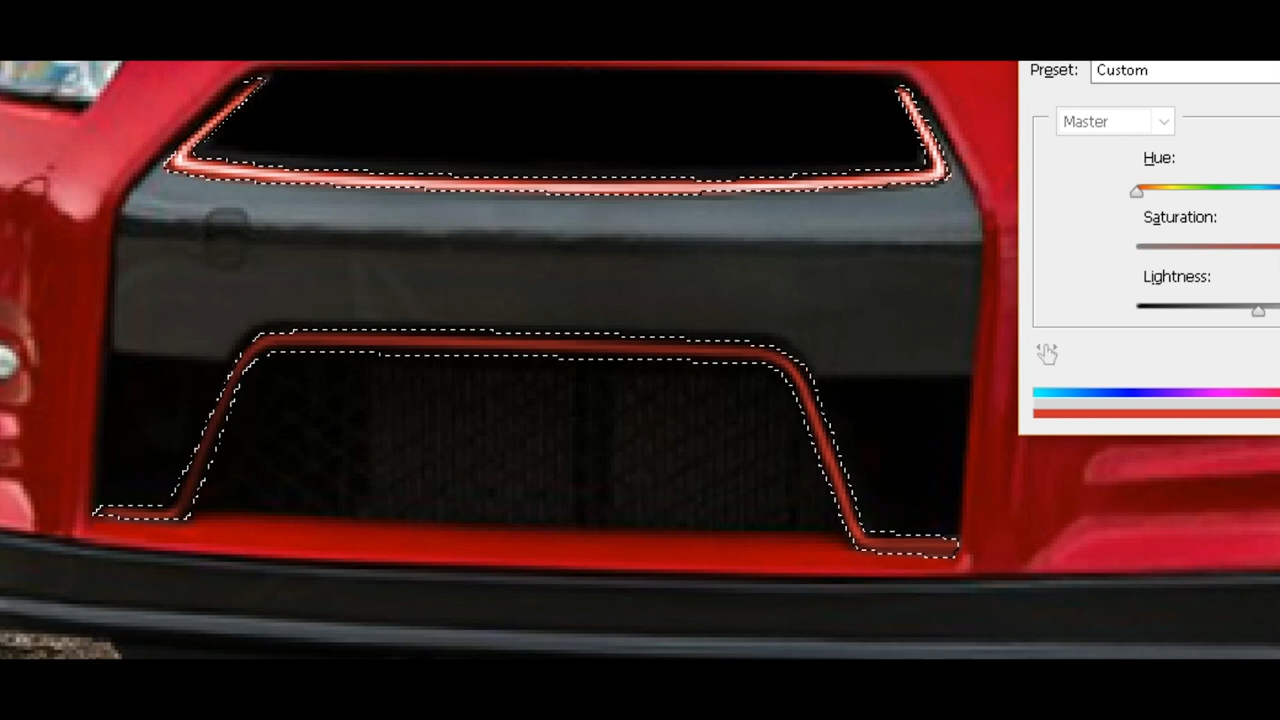 Preset: Custom
Master
Hue:
Saturation:
Lightness: